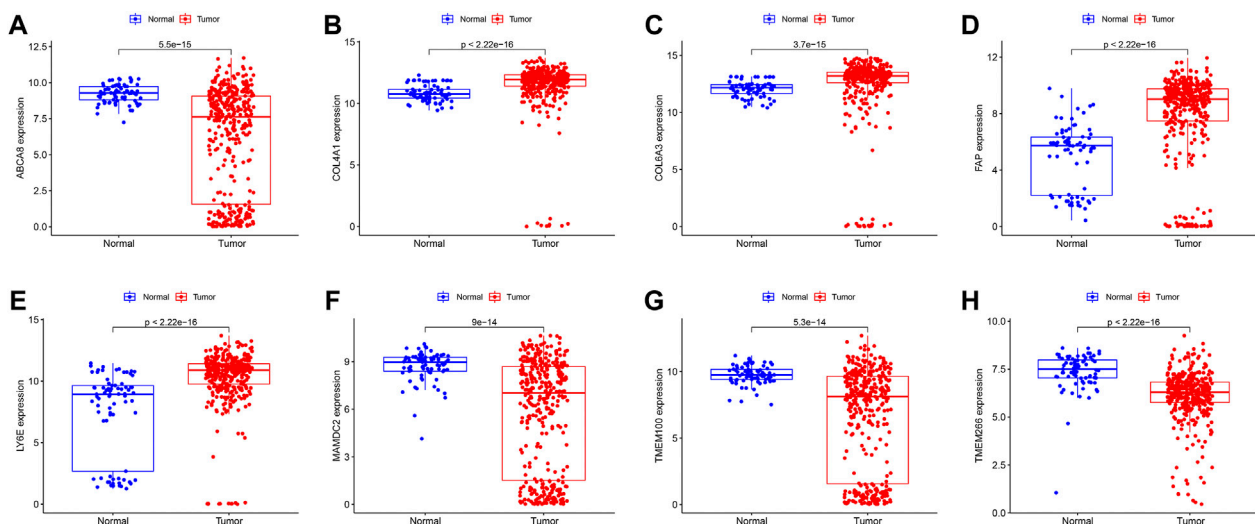 A
Normal Tumor
5.5e-15
12.5
10.0
7.5
5.0
2.5
0.0
ABCA8 expression
Normal Tumor
B
Normal Tumor
p < 2.22e-16
15
10
5
0
COL4A1 expression
Normal Tumor
C
Normal Tumor
3.7e-15
15
10
5
0
COL6A3 expression
Normal Tumor
D
Normal Tumor
p < 2.22e-16
12
8
4
0
FAP expression
Normal Tumor
E
Normal Tumor
p < 2.22e-16
15
10
5
0
LY6E expression
Normal Tumor
F
Normal Tumor
9e-14
9
6
3
0
MAMDC2 expression
Normal Tumor
G
Normal Tumor
5.3e-14
15
10
5
0
TMEM100 expression
Normal Tumor
H
Normal Tumor
p < 2.22e-16
10.0
7.5
5.0
2.5
0.0
TMEM266 expression
Normal Tumor